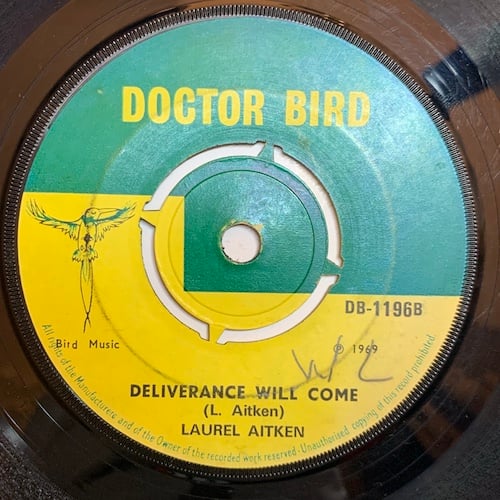 DOCTOR BIRD
DB-1196B
Bird Music
℗ 1969
DELIVERANCE WILL COME
(L. Aitken)
LAUREL AITKEN
All rights of the Manufacturers and of the Owner of the recorded work reserved · Unauthorised copying of this record prohibited